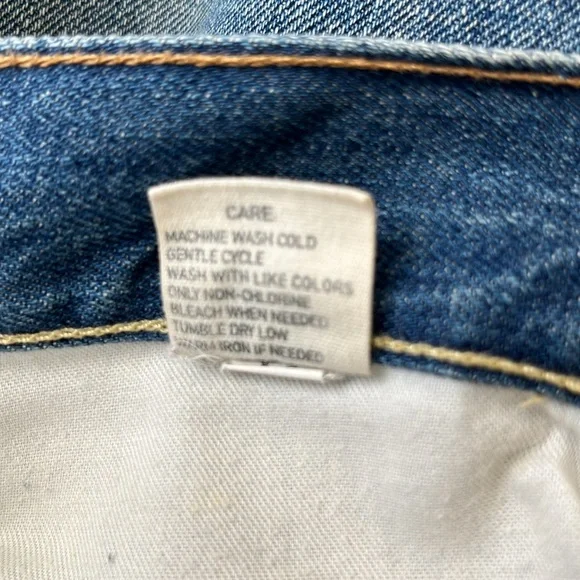 CARE
MACHINE WASH COLD
GENTLE CYCLE
WASH WITH LIKE COLORS
ONLY NON-CHLORINE
BLEACH WHEN NEEDED
TUMBLE DRY LOW
IRON IF NEEDED